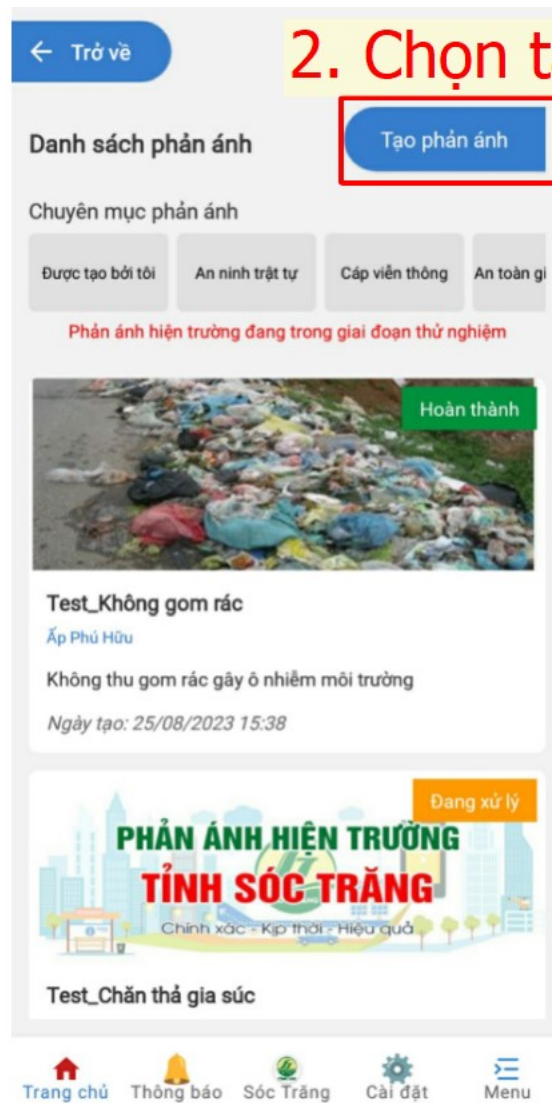 Trở về
2. Chọn t
Danh sách phản ánh
Tạo phản ánh
Chuyên mục phản ánh
Được tạo bởi tôi
An ninh trật tự
Cáp viễn thông
An toàn gi
Phản ánh hiện trường đang trong giai đoạn thử nghiệm
Hoàn thành
Test_Không gom rác
Ấp Phú Hữu
Không thu gom rác gây ô nhiễm môi trường
Ngày tạo: 25/08/2023 15:38
Đang xử lý
PHẢN ÁNH HIỆN TRƯỜNG
TỈNH SÓC TRĂNG
Chính xác - Kịp thời - Hiệu quả
Test_Chăn thả gia súc
Trang chủ
Thông báo
Sóc Trăng
Cài đặt
Menu